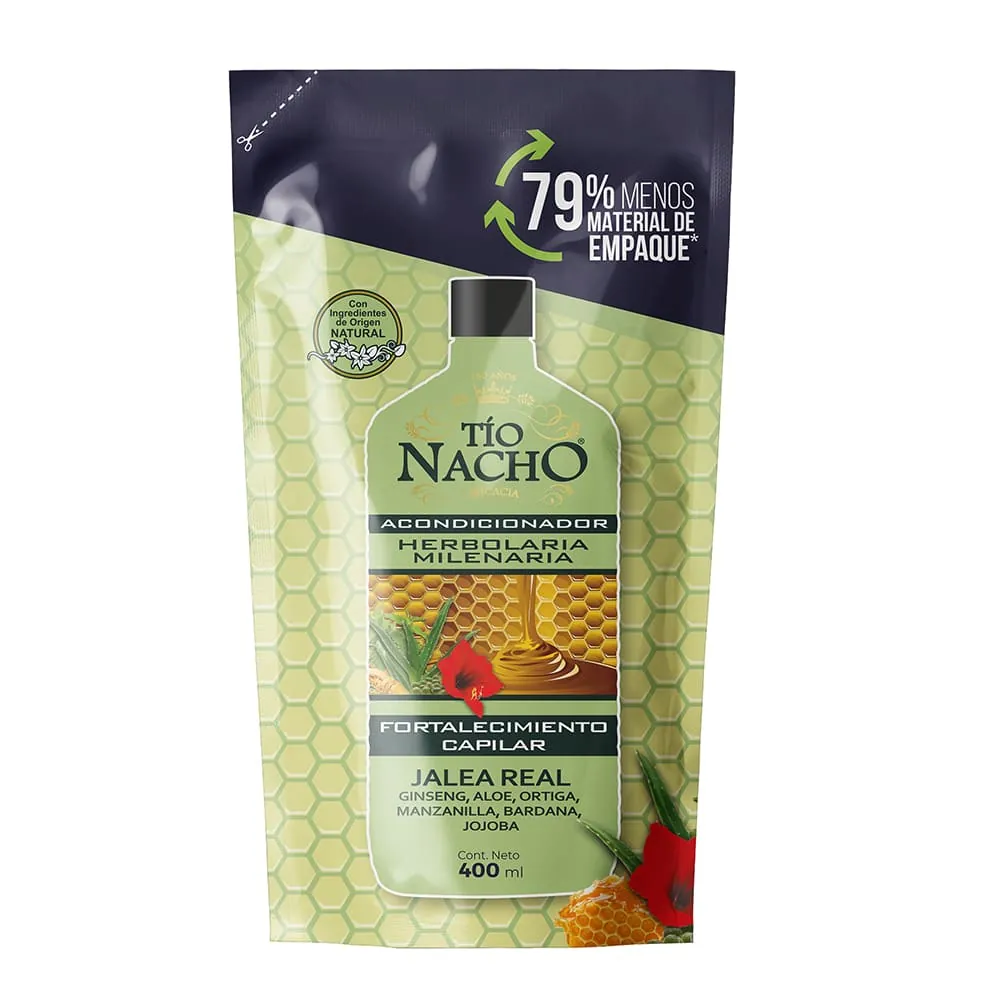 79% MENOS
MATERIAL DE
EMPAQUE*
Con
Ingredientes
de Origen
NATURAL
TÍO
NACHO®
EFICACIA
ACONDICIONADOR
HERBOLARIA
MILENARIA
FORTALECIMIENTO
CAPILAR
JALEA REAL
GINSENG, ALOE, ORTIGA,
MANZANILLA, BARDANA,
JOJOBA
Cont. Neto
400 ml